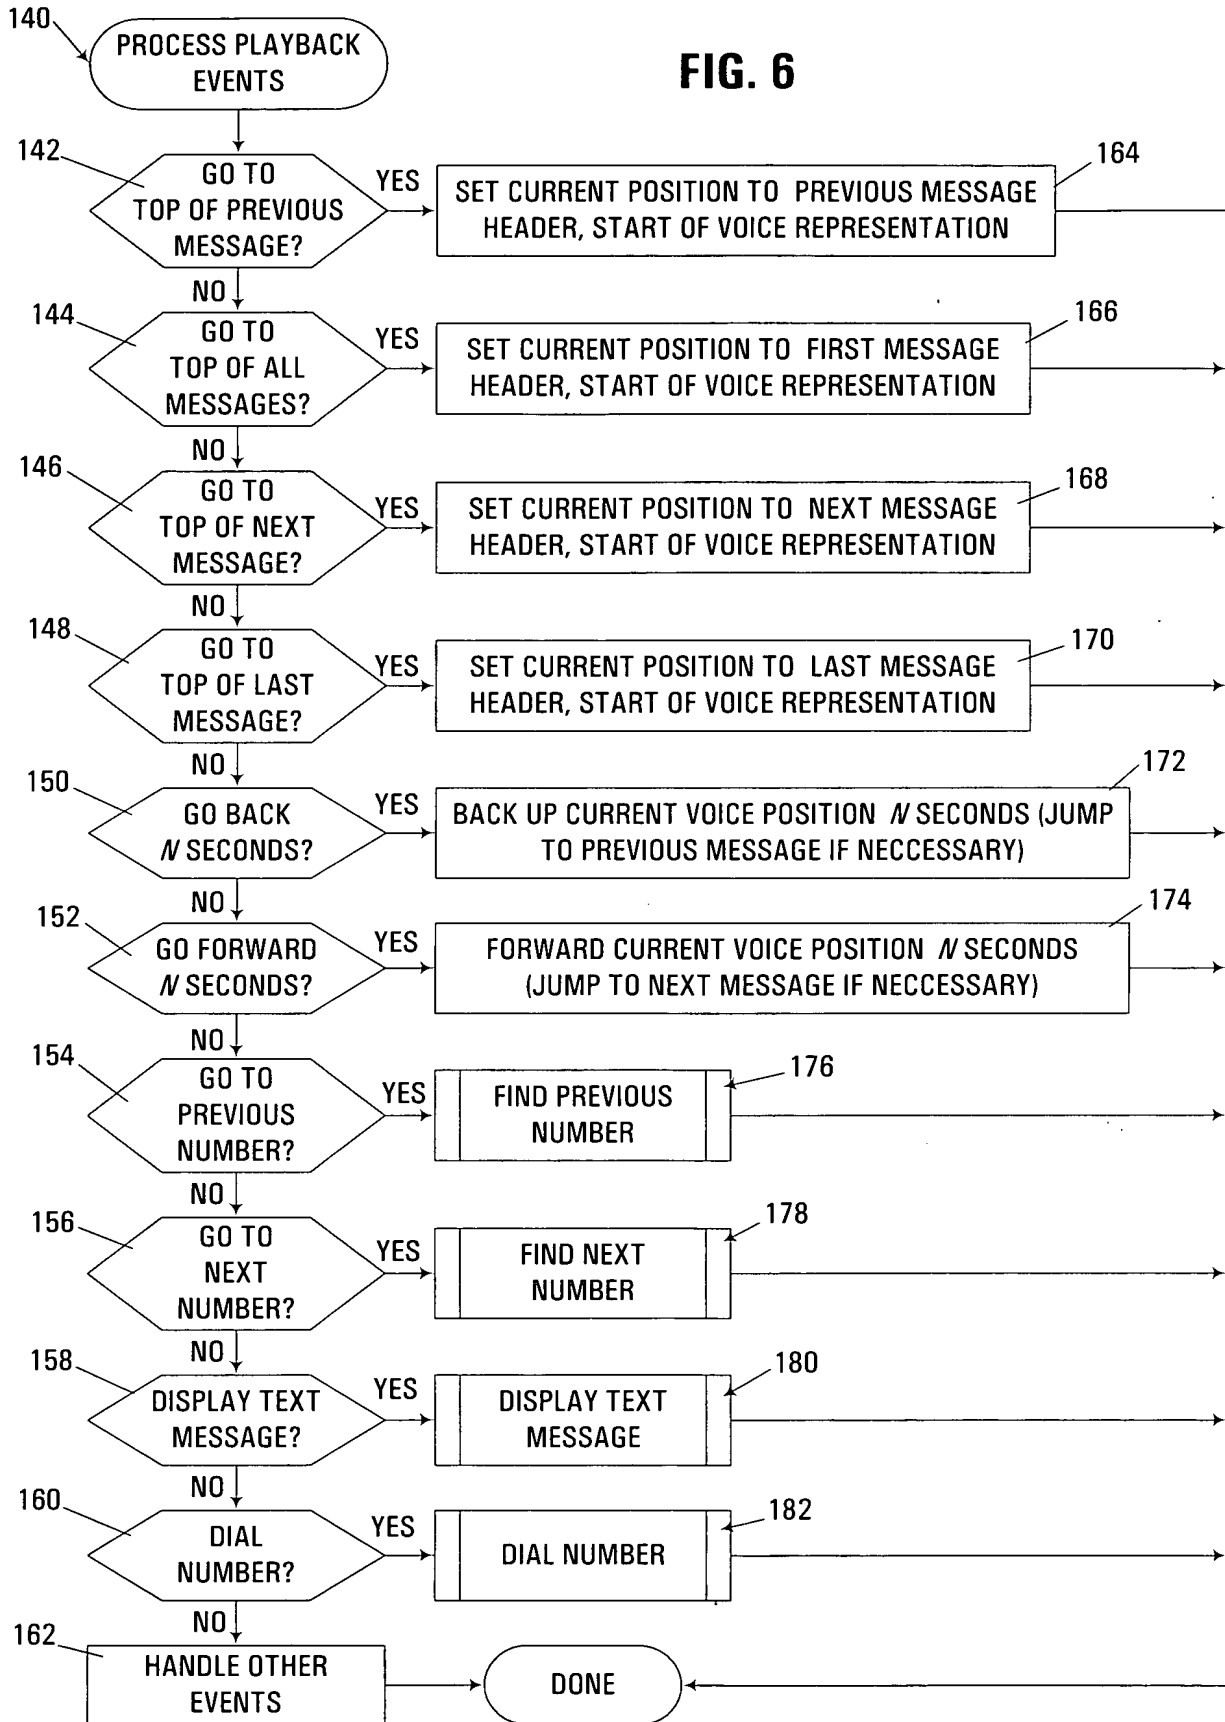 140
PROCESS PLAYBACK
EVENTS
FIG. 6
142
GO TO
TOP OF PREVIOUS
MESSAGE?
YES
SET CURRENT POSITION TO PREVIOUS MESSAGE
HEADER, START OF VOICE REPRESENTATION
164
NO
144
GO TO
TOP OF ALL
MESSAGES?
YES
SET CURRENT POSITION TO FIRST MESSAGE
HEADER, START OF VOICE REPRESENTATION
166
NO
146
GO TO
TOP OF NEXT
MESSAGE?
YES
SET CURRENT POSITION TO NEXT MESSAGE
HEADER, START OF VOICE REPRESENTATION
168
NO
148
GO TO
TOP OF LAST
MESSAGE?
YES
SET CURRENT POSITION TO LAST MESSAGE
HEADER, START OF VOICE REPRESENTATION
170
NO
150
GO BACK
N SECONDS?
YES
BACK UP CURRENT VOICE POSITION N SECONDS (JUMP
TO PREVIOUS MESSAGE IF NECCESSARY)
172
NO
152
GO FORWARD
N SECONDS?
YES
FORWARD CURRENT VOICE POSITION N SECONDS
(JUMP TO NEXT MESSAGE IF NECCESSARY)
174
NO
154
GO TO
PREVIOUS
NUMBER?
YES
FIND PREVIOUS
NUMBER
176
NO
156
GO TO
NEXT
NUMBER?
YES
FIND NEXT
NUMBER
178
NO
158
DISPLAY TEXT
MESSAGE?
YES
DISPLAY TEXT
MESSAGE
180
NO
160
DIAL
NUMBER?
YES
DIAL NUMBER
182
NO
162
HANDLE OTHER
EVENTS
DONE